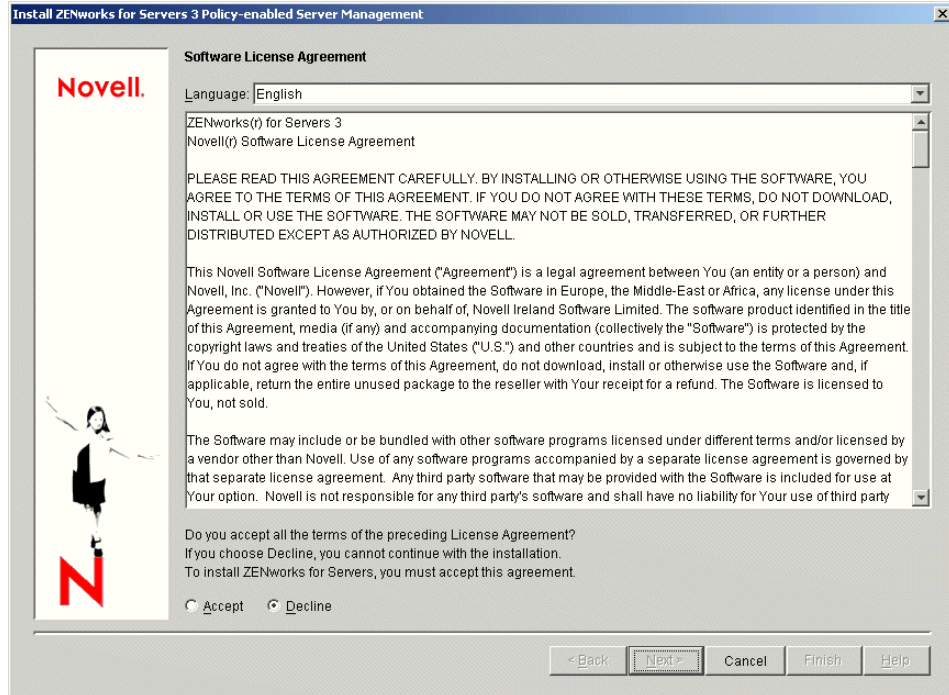 Install ZENworks for Servers 3 Policy-enabled Server Management
Novell.
Software License Agreement
Language: English
ZENworks(r) for Servers 3
Novell(r) Software License Agreement
PLEASE READ THIS AGREEMENT CAREFULLY. BY INSTALLING OR OTHERWISE USING THE SOFTWARE, YOU
AGREE TO THE TERMS OF THIS AGREEMENT. IF YOU DO NOT AGREE WITH THESE TERMS, DO NOT DOWNLOAD,
INSTALL OR USE THE SOFTWARE. THE SOFTWARE MAY NOT BE SOLD, TRANSFERRED, OR FURTHER
DISTRIBUTED EXCEPT AS AUTHORIZED BY NOVELL.
This Novell Software License Agreement ("Agreement") is a legal agreement between You (an entity or a person) and
Novell, Inc. ("Novell"). However, if You obtained the Software in Europe, the Middle-East or Africa, any license under this
Agreement is granted to You by, or on behalf of, Novell Ireland Software Limited. The software product identified in the title
of this Agreement, media (if any) and accompanying documentation (collectively the "Software") is protected by the
copyright laws and treaties of the United States ("U.S.") and other countries and is subject to the terms of this Agreement.
If You do not agree with the terms of this Agreement, do not download, install or otherwise use the Software and, if
applicable, return the entire unused package to the reseller with Your receipt for a refund. The Software is licensed to
You, not sold.
The Software may include or be bundled with other software programs licensed under different terms and/or licensed by
a vendor other than Novell. Use of any software programs accompanied by a separate license agreement is governed by
that separate license agreement. Any third party software that may be provided with the Software is included for use at
Your option. Novell is not responsible for any third party's software and shall have no liability for Your use of third party
Do you accept all the terms of the preceding License Agreement?
If you choose Decline, you cannot continue with the installation.
To install ZENworks for Servers, you must accept this agreement.
Accept Decline
N
< Back Next > Cancel Finish Help